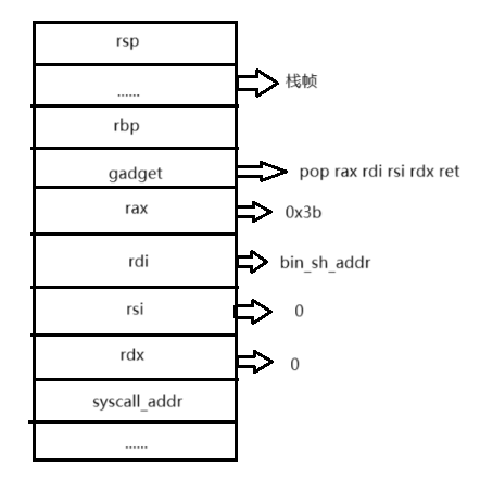 rsp
...... 栈帧
rbp
gadget pop rax rdi rsi rdx ret
rax 0x3b
rdi bin_sh_addr
rsi 0
rdx 0
syscall_addr
......